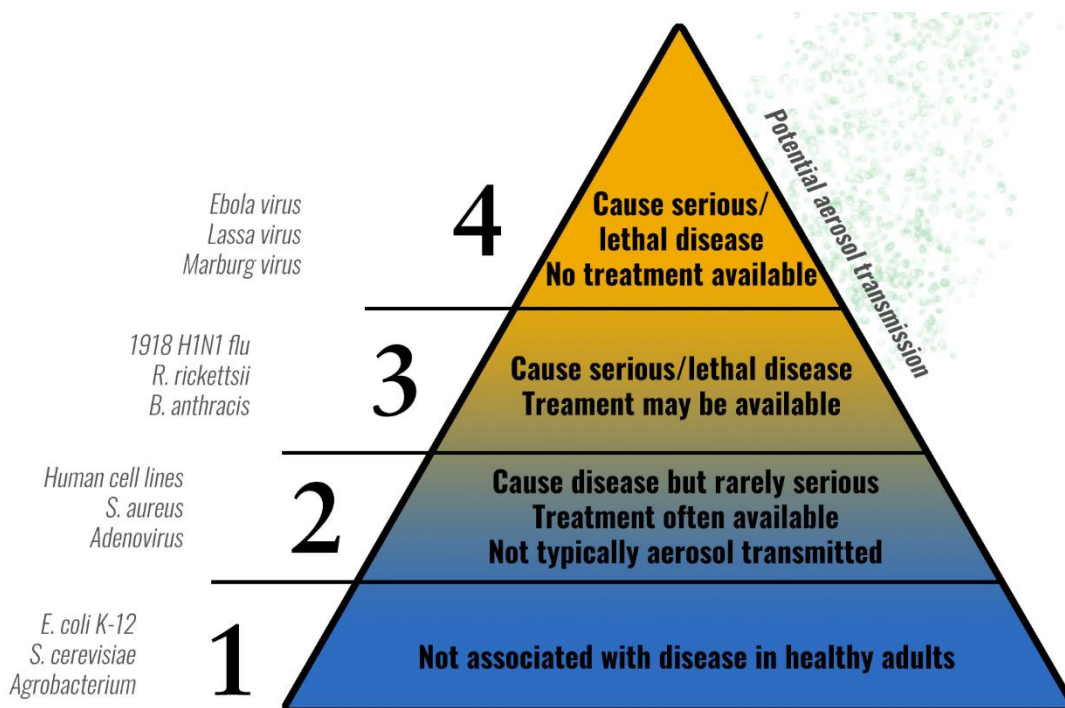 Potential aerosol transmission
Ebola virus
Lassa virus
Marburg virus
4
Cause serious/
lethal disease
No treatment available
1918 H1N1 flu
R. rickettsii
B. anthracis
3
Cause serious/lethal disease
Treament may be available
Human cell lines
S. aureus
Adenovirus
2
Cause disease but rarely serious
Treatment often available
Not typically aerosol transmitted
E. coli K-12
S. cerevisiae
Agrobacterium
1
Not associated with disease in healthy adults